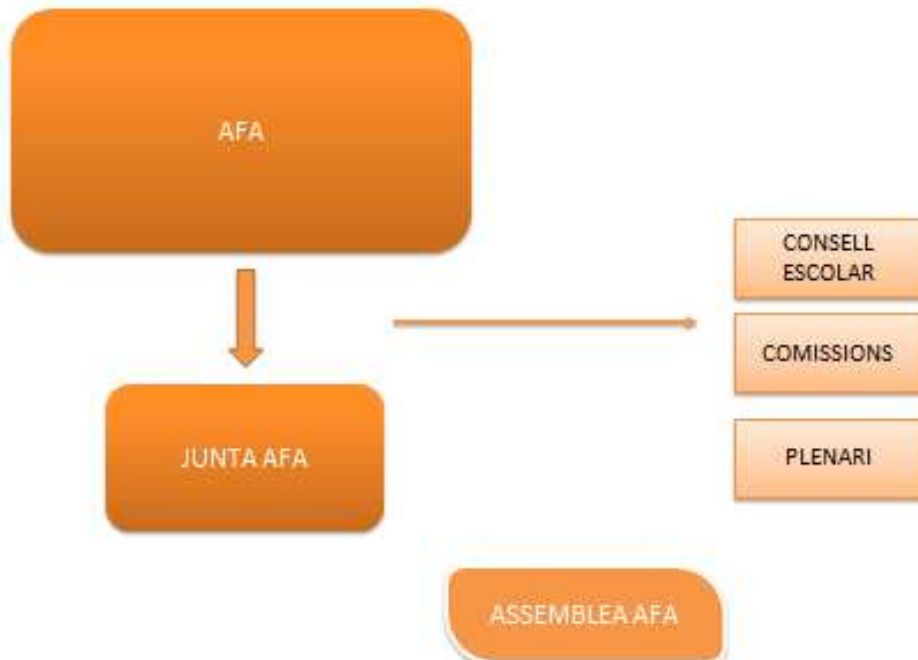 AFA
CONSELL
ESCOLAR
COMISSIONS
JUNTA AFA
PLENARI
ASSEMBLEA AFA